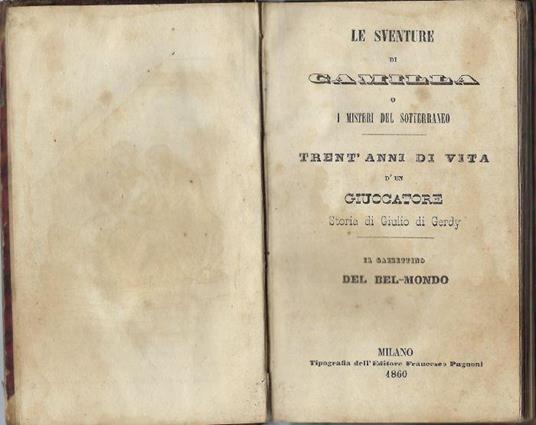 LE SVENTURE
DI
CAMILLA
O
I MISTERI DEL SOTTERRANEO
TRENT' ANNI DI VITA
D'UN
GIUOCATORE
Storia di Giulio di Gerdy
IL GAZZETTINO
DEL BEL-MONDO
MILANO
Tipografia dell'Editore Francesco Pagnoni
1860